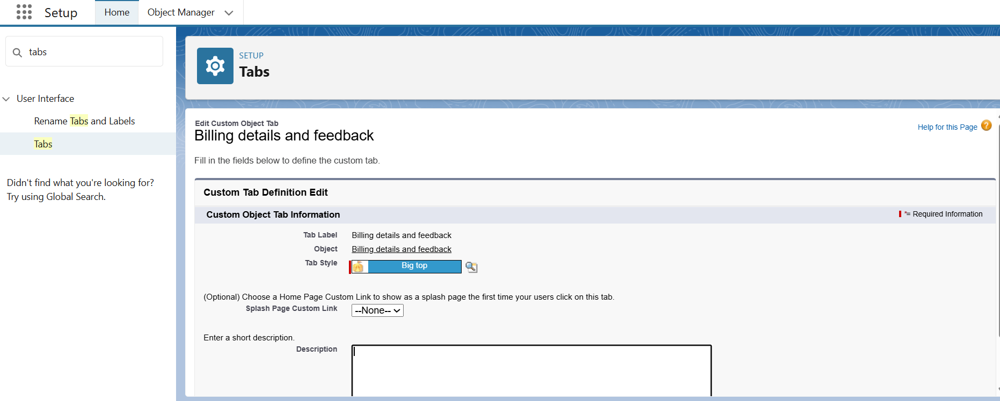 Setup
Home
Object Manager
tabs
User Interface
Rename Tabs and Labels
Tabs
Didn't find what you're looking for?
Try using Global Search.
SETUP
Tabs
Edit Custom Object Tab
Billing details and feedback
Help for this Page
?
Fill in the fields below to define the custom tab.
Custom Tab Definition Edit
Custom Object Tab Information
*= Required Information
Tab Label Billing details and feedback
Object Billing details and feedback
Tab Style Big top
(Optional) Choose a Home Page Custom Link to show as a splash page the first time your users click on this tab.
Splash Page Custom Link --None--
Enter a short description.
Description